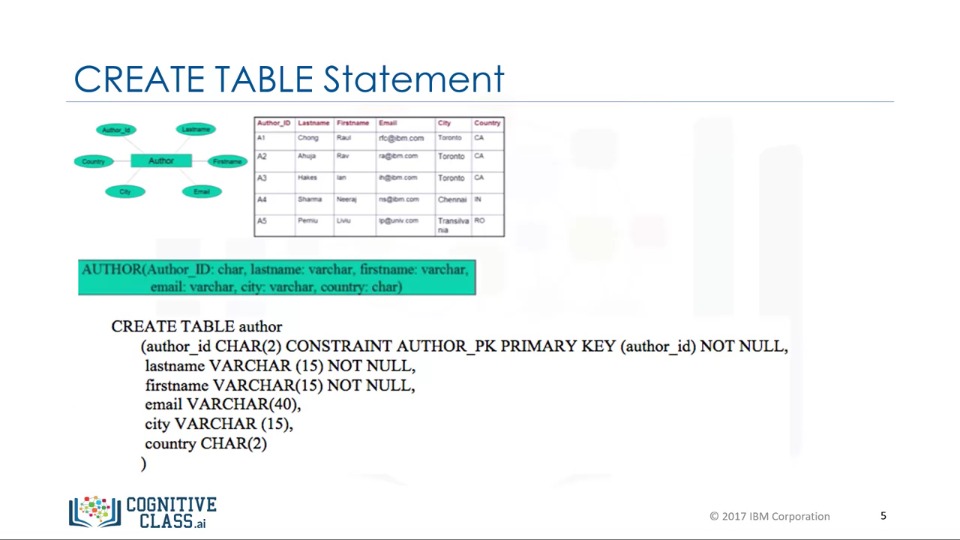 CREATE TABLE Statement
Author_Id
Lastname
Country
Author
Firstname
City
Email
Author_ID Lastname Firstname Email City Country
A1 Chong Raul rfc@ibm.com Toronto CA
A2 Ahuja Rav ra@ibm.com Toronto CA
A3 Hakes Ian ih@ibm.com Toronto CA
A4 Sharma Neeraj ns@ibm.com Chennai IN
A5 Perniu Liviu lp@univ.com Transilva RO
nia
AUTHOR(Author_ID: char, lastname: varchar, firstname: varchar,
email: varchar, city: varchar, country: char)
CREATE TABLE author
(author_id CHAR(2) CONSTRAINT AUTHOR_PK PRIMARY KEY (author_id) NOT NULL,
lastname VARCHAR (15) NOT NULL,
firstname VARCHAR(15) NOT NULL,
email VARCHAR(40),
city VARCHAR (15),
country CHAR(2)
)
COGNITIVE
CLASS.ai
© 2017 IBM Corporation
5